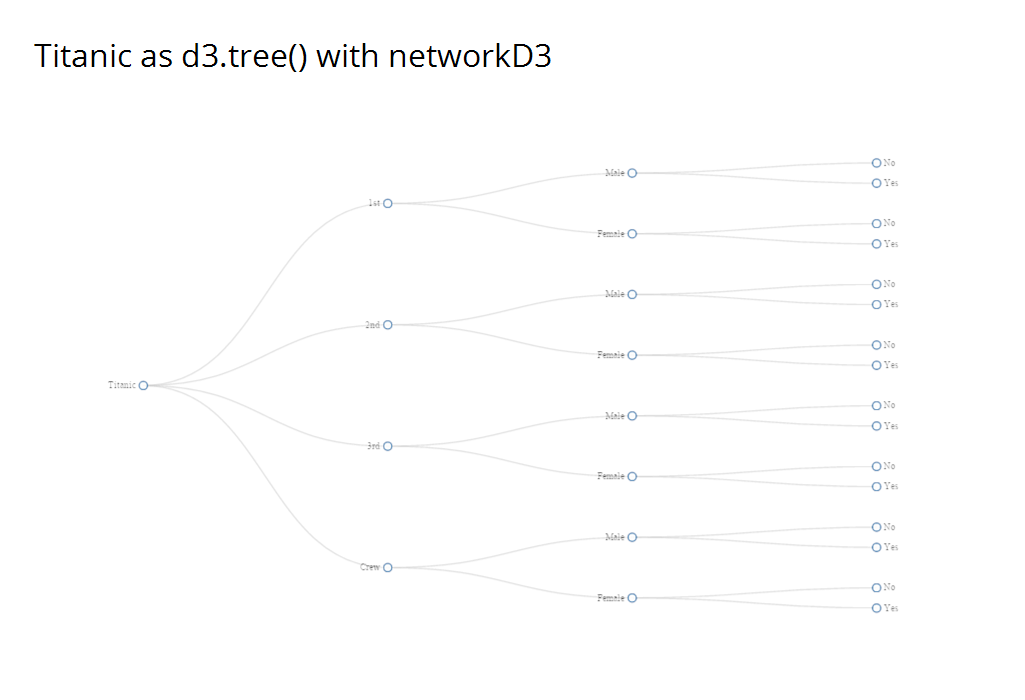 Titanic as d3.tree() with networkD3
No
Male
Yes
1st
No
Female
Yes
No
Male
Yes
2nd
No
Female
Yes
Titanic
No
Male
Yes
3rd
No
Female
Yes
No
Male
Yes
Crew
No
Female
Yes